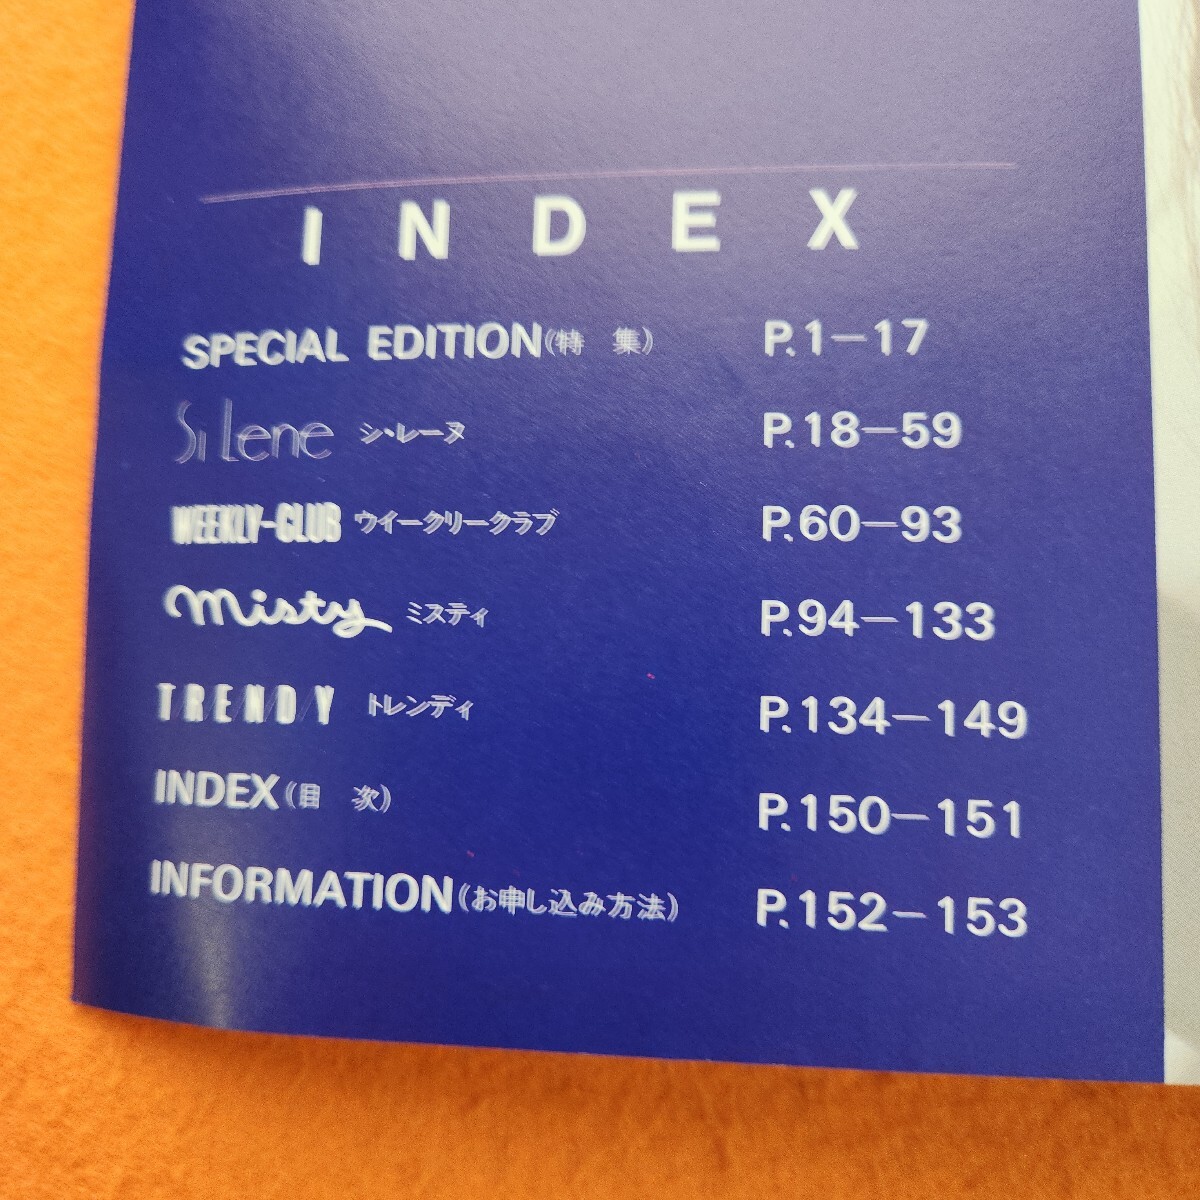 INDEX
SPECIAL EDITION(特 集) P.1－17
Si Lene シ・レーヌ P.18－59
WEEKLY-CLUB ウイークリークラブ P.60－93
misty ミスティ P.94－133
TRENDY トレンディ P.134－149
INDEX(目 次) P.150－151
INFORMATION(お申し込み方法) P.152－153